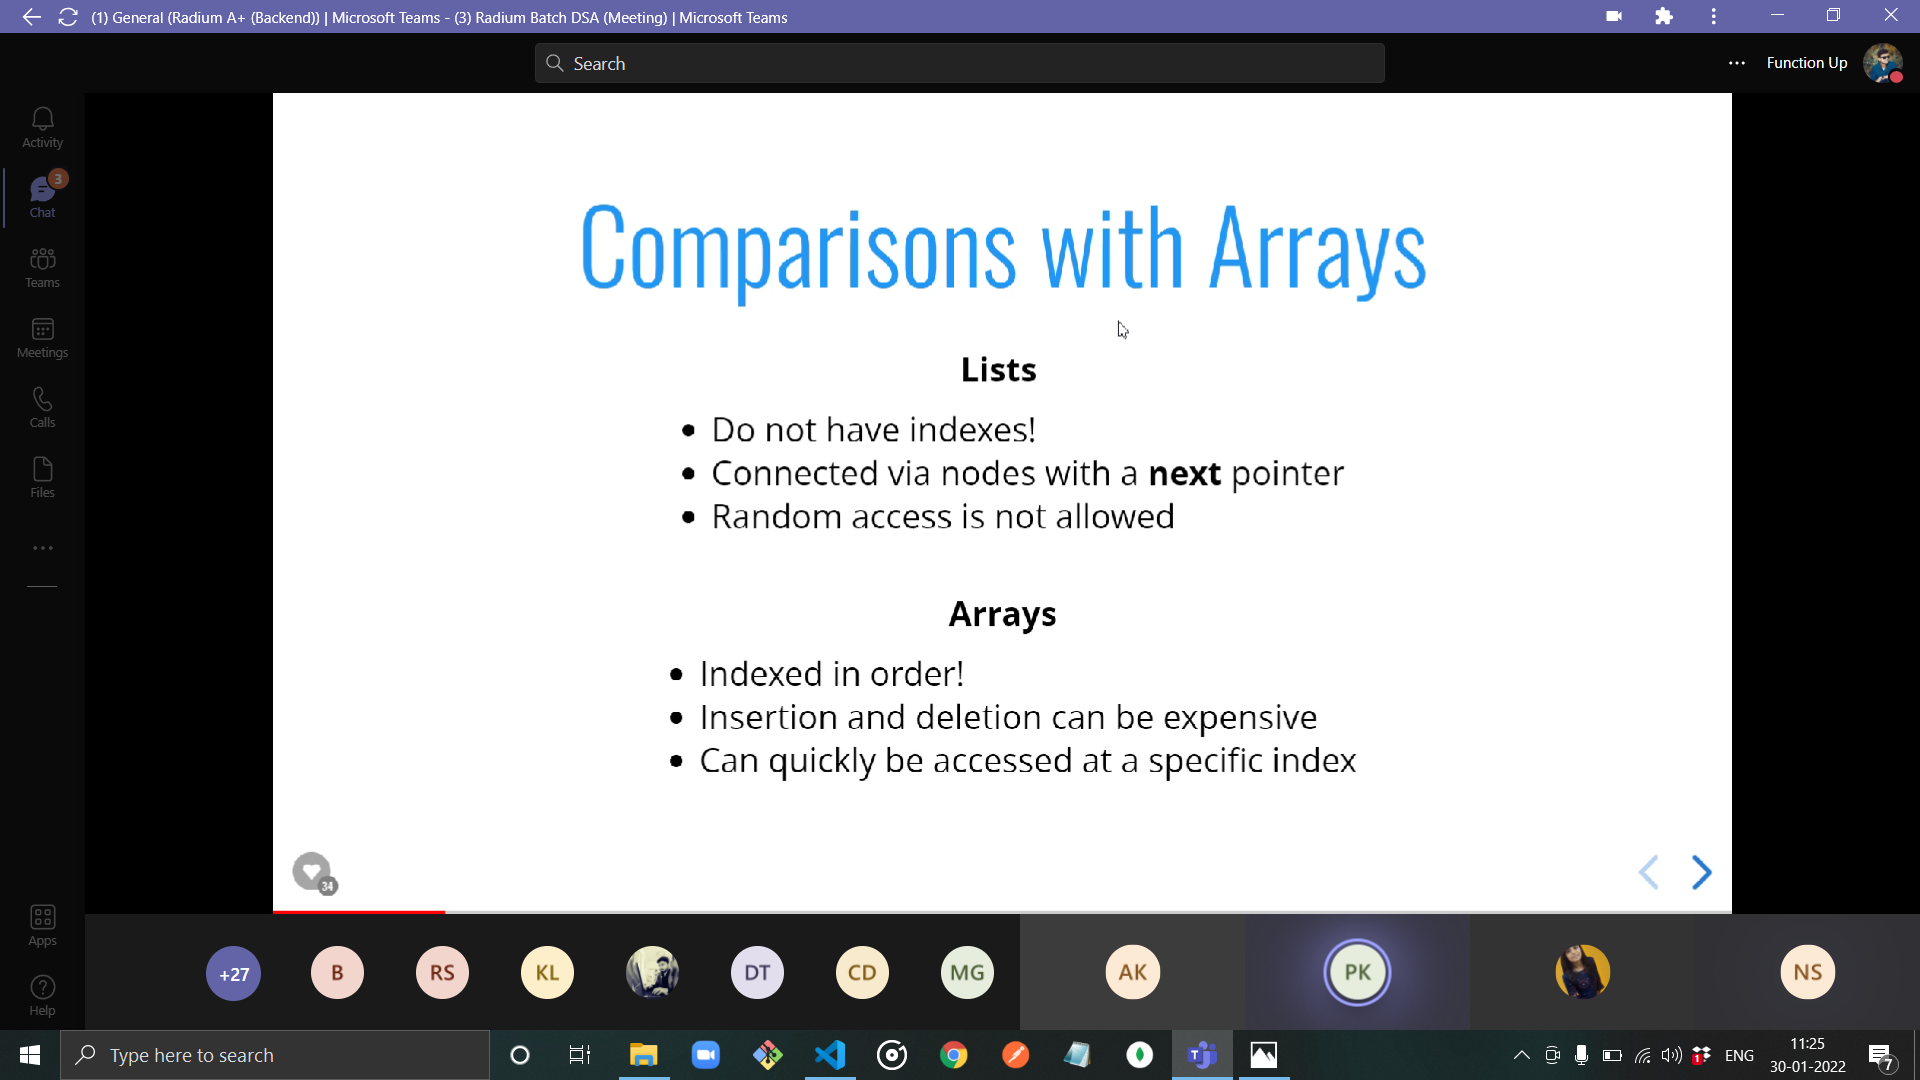 (1) General (Radium A+ (Backend)) | Microsoft Teams - (3) Radium Batch DSA (Meeting) | Microsoft Teams
Search
Function Up
Activity
3
Chat
Teams
Meetings
Calls
Files
Apps
Help
Comparisons with Arrays
Lists
• Do not have indexes!
• Connected via nodes with a next pointer
• Random access is not allowed
Arrays
• Indexed in order!
• Insertion and deletion can be expensive
• Can quickly be accessed at a specific index
34
+27
B
RS
KL
DT
CD
MG
AK
PK
NS
Type here to search
1
ENG
11:25
30-01-2022
7